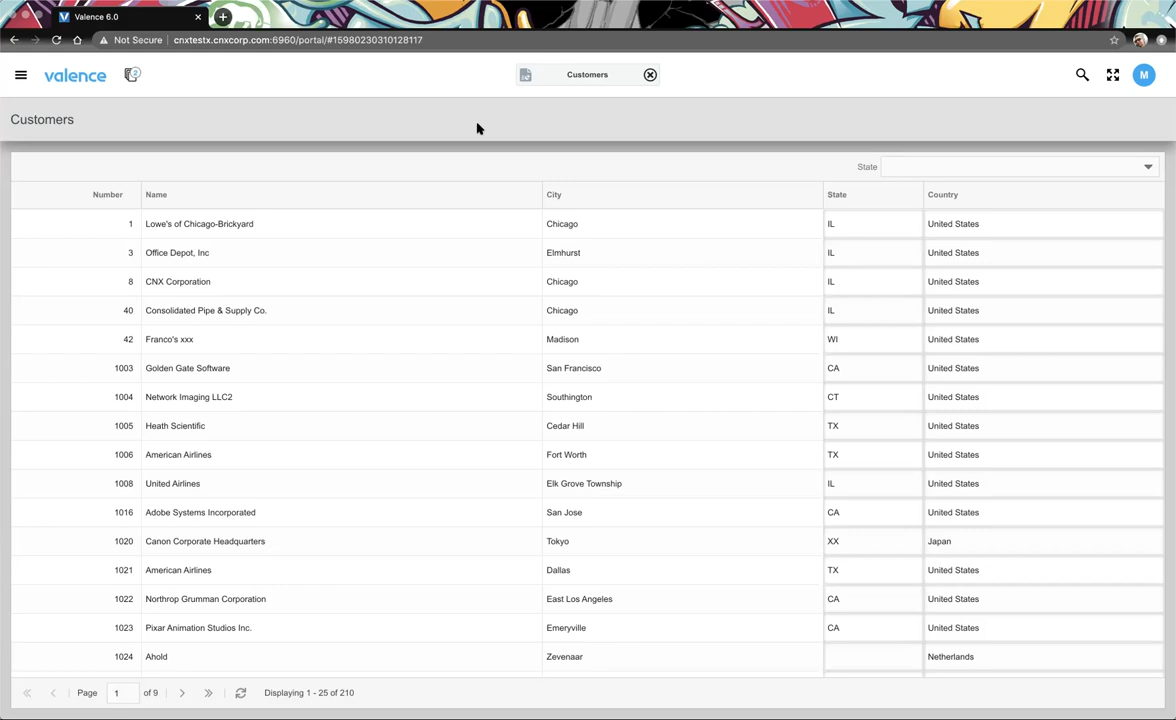 Valence 6.0
Not Secure cnxtestx.cnxcorp.com:6960/portal/#15980230310128117
valence 2 Customers M
Customers
State
Number Name City State Country
1 Lowe's of Chicago-Brickyard Chicago IL United States
3 Office Depot, Inc Elmhurst IL United States
8 CNX Corporation Chicago IL United States
40 Consolidated Pipe & Supply Co. Chicago IL United States
42 Franco's xxx Madison WI United States
1003 Golden Gate Software San Francisco CA United States
1004 Network Imaging LLC2 Southington CT United States
1005 Heath Scientific Cedar Hill TX United States
1006 American Airlines Fort Worth TX United States
1008 United Airlines Elk Grove Township IL United States
1016 Adobe Systems Incorporated San Jose CA United States
1020 Canon Corporate Headquarters Tokyo XX Japan
1021 American Airlines Dallas TX United States
1022 Northrop Grumman Corporation East Los Angeles CA United States
1023 Pixar Animation Studios Inc. Emeryville CA United States
1024 Ahold Zevenaar Netherlands
Page 1 of 9 Displaying 1 - 25 of 210